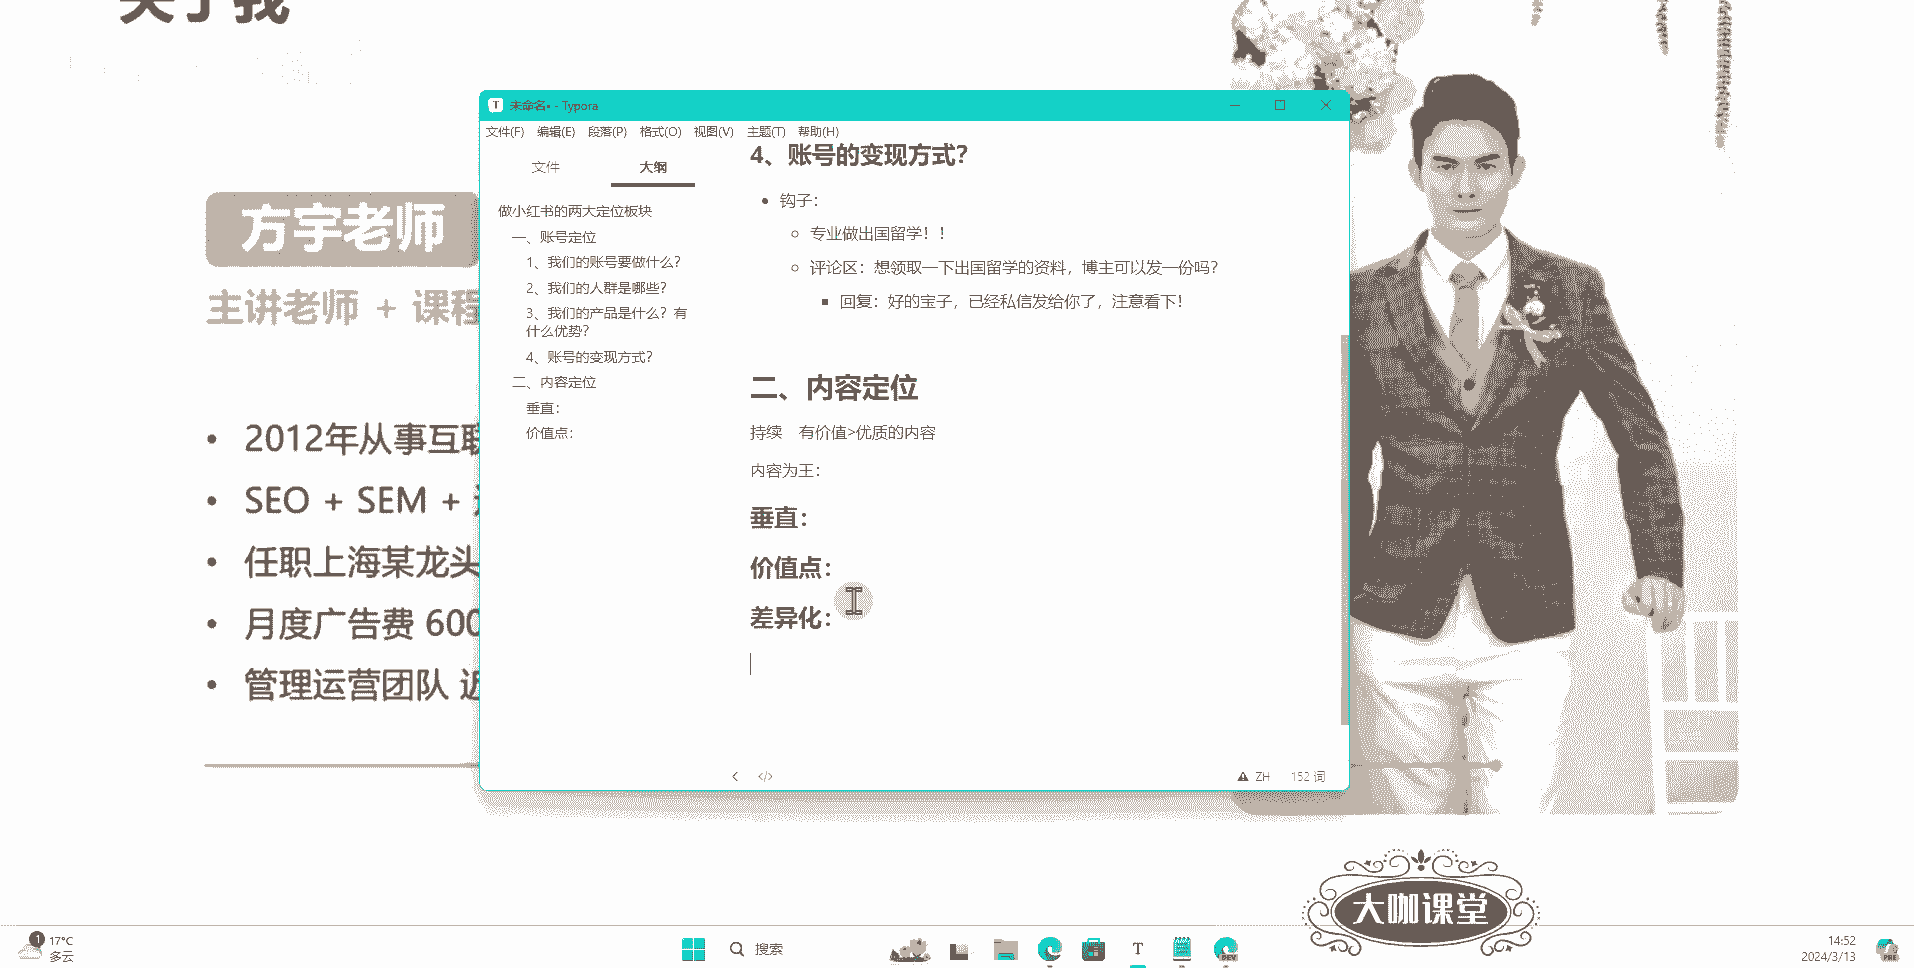 关于我
方宇老师
主讲老师 + 课程
2012年从事互联
SEO + SEM +
任职上海某龙头
月度广告费 600
管理运营团队 近
未命名• - Typora
文件(F) 编辑(E) 段落(P) 格式(O) 视图(V) 主题(T) 帮助(H)
文件 大纲
做小红书的两大定位板块
一、账号定位
1、我们的账号要做什么？
2、我们的人群是哪些？
3、我们的产品是什么？有
什么优势？
4、账号的变现方式？
二、内容定位
垂直：
价值点：
4、账号的变现方式？
钩子：
专业做出国留学！！
评论区：想领取一下出国留学的资料，博主可以发一份吗？
回复：好的宝子，已经私信发给你了，注意看下！
二、内容定位
持续 有价值>优质的内容
内容为王：
垂直：
价值点：
差异化：
ZH 152 词
大咖课堂
1
17°C
多云
搜索
T
DEV
14:52
2024/3/13
PRE